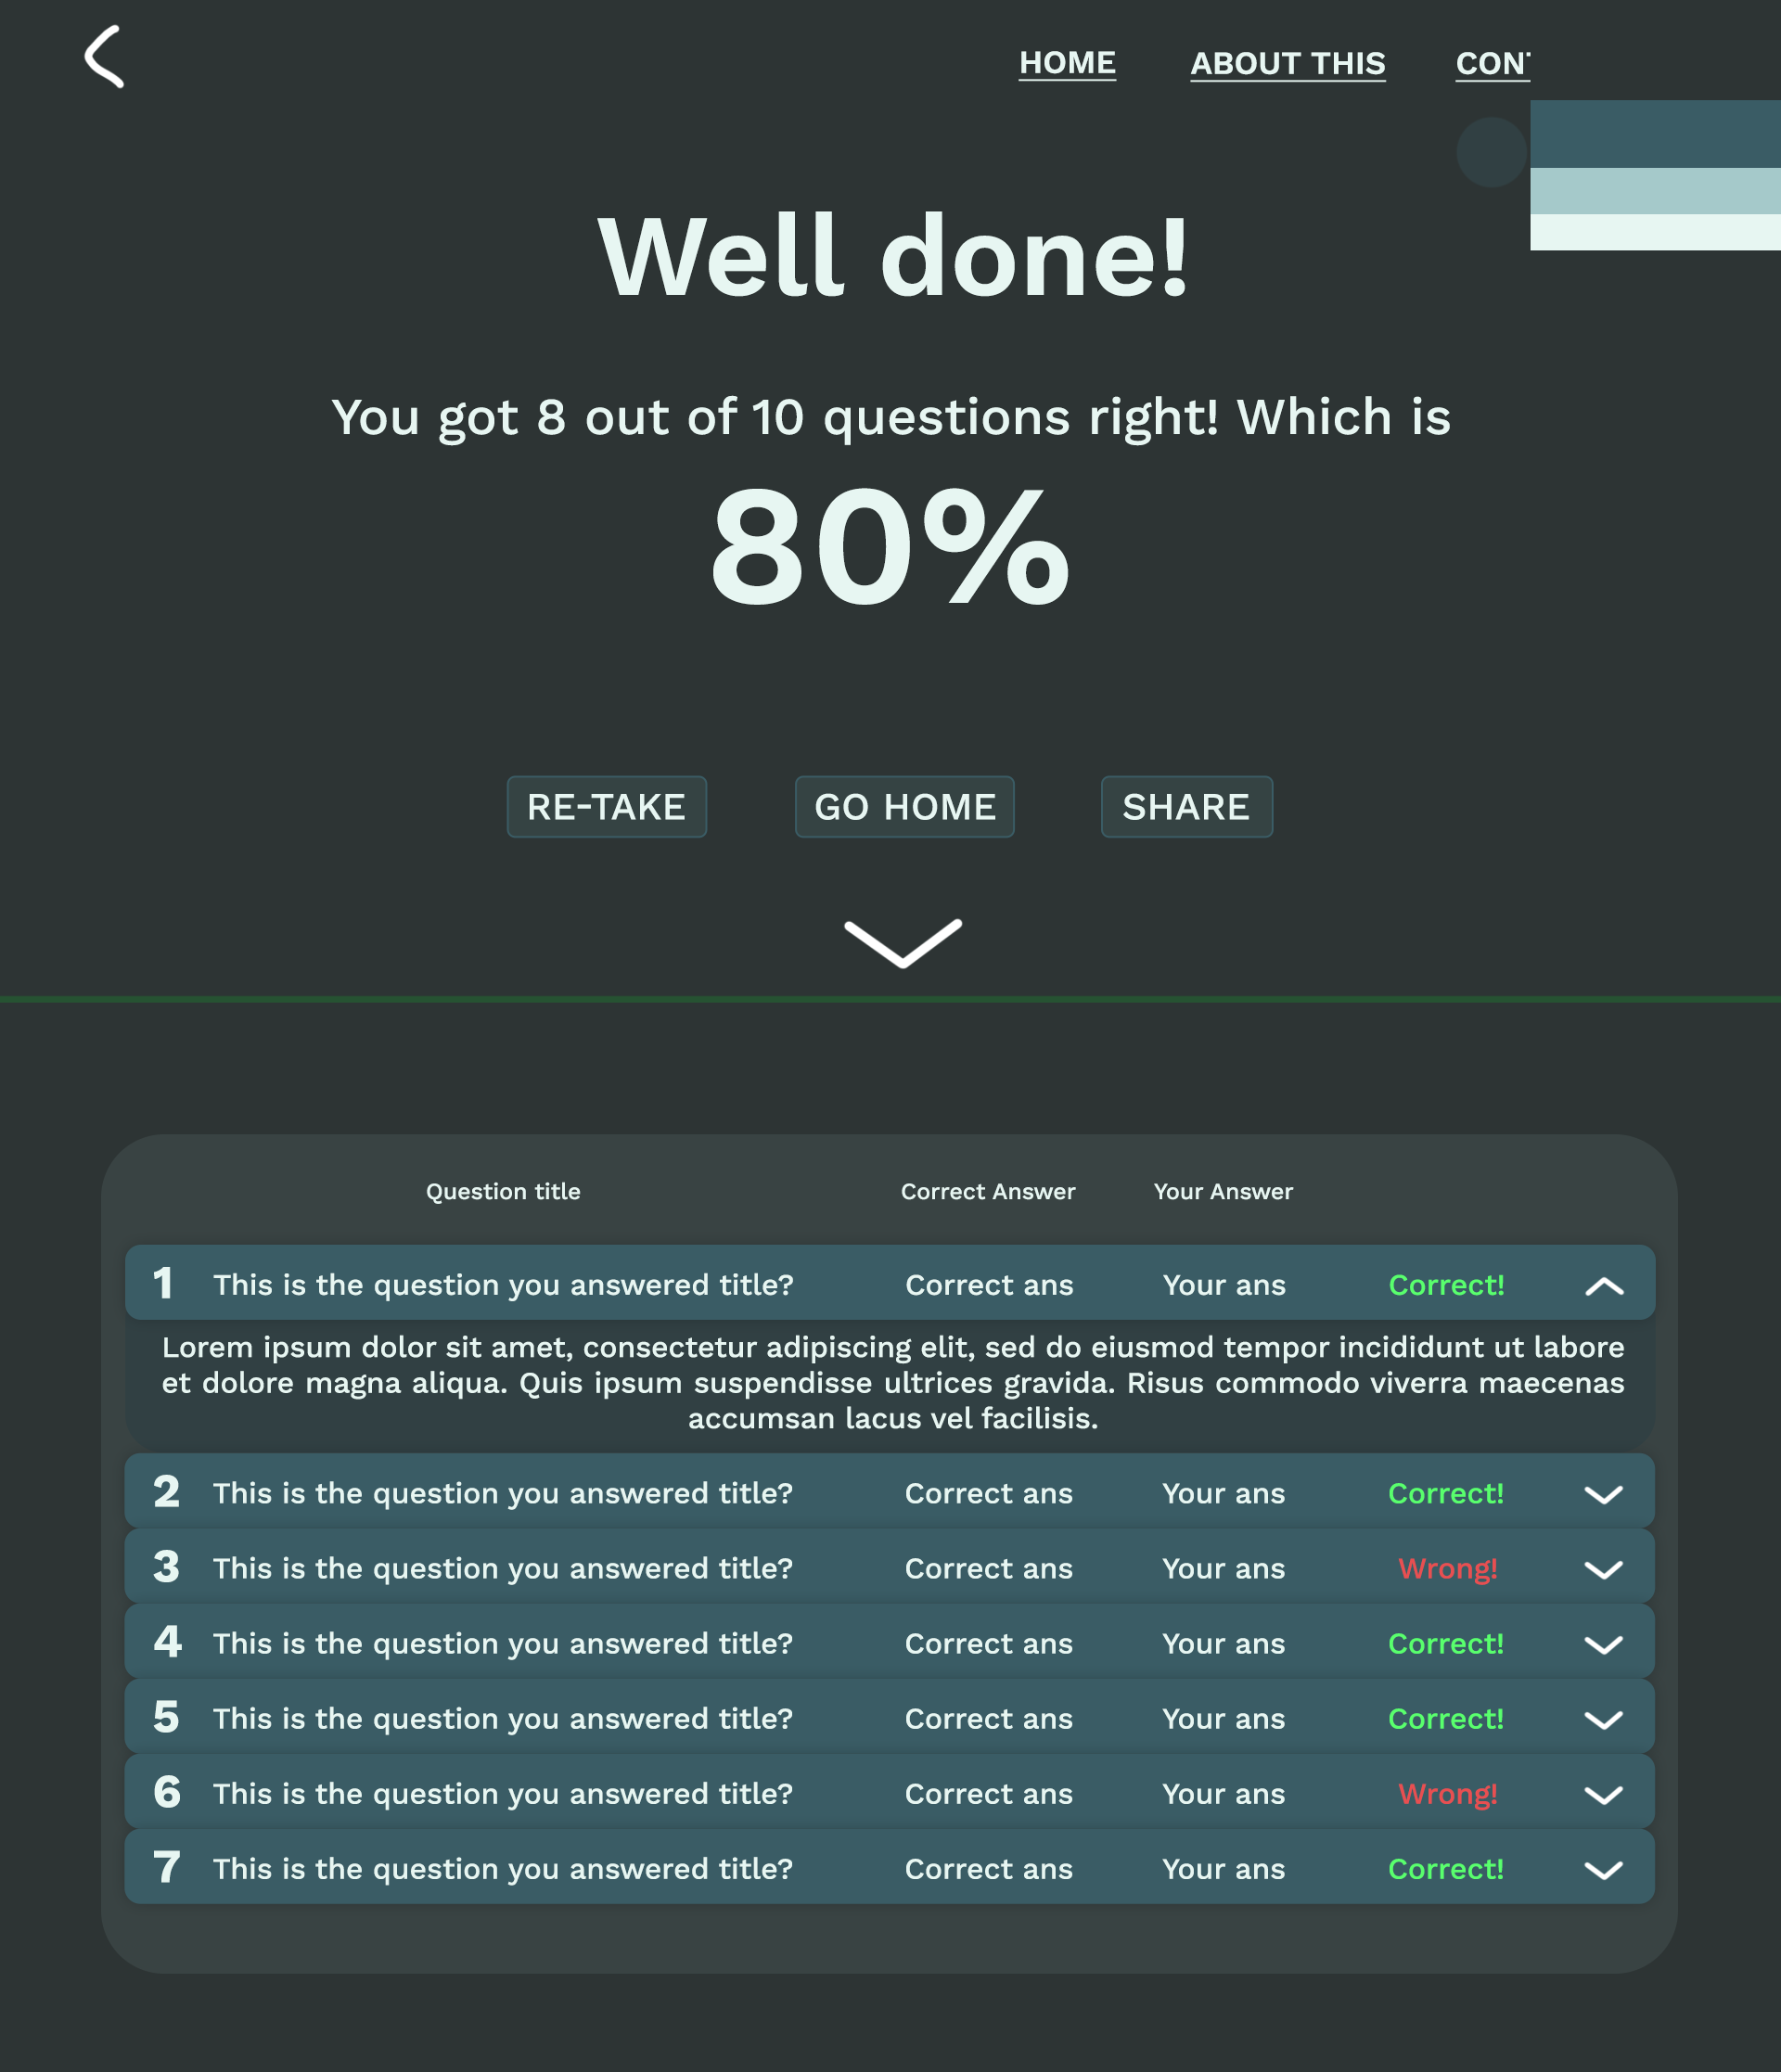 HOME ABOUT THIS CON
Well done!
You got 8 out of 10 questions right! Which is
80%
RE-TAKE GO HOME SHARE
Question title Correct Answer Your Answer
1 This is the question you answered title? Correct ans Your ans Correct!
Lorem ipsum dolor sit amet, consectetur adipiscing elit, sed do eiusmod tempor incididunt ut labore
et dolore magna aliqua. Quis ipsum suspendisse ultrices gravida. Risus commodo viverra maecenas
accumsan lacus vel facilisis.
2 This is the question you answered title? Correct ans Your ans Correct!
3 This is the question you answered title? Correct ans Your ans Wrong!
4 This is the question you answered title? Correct ans Your ans Correct!
5 This is the question you answered title? Correct ans Your ans Correct!
6 This is the question you answered title? Correct ans Your ans Wrong!
7 This is the question you answered title? Correct ans Your ans Correct!